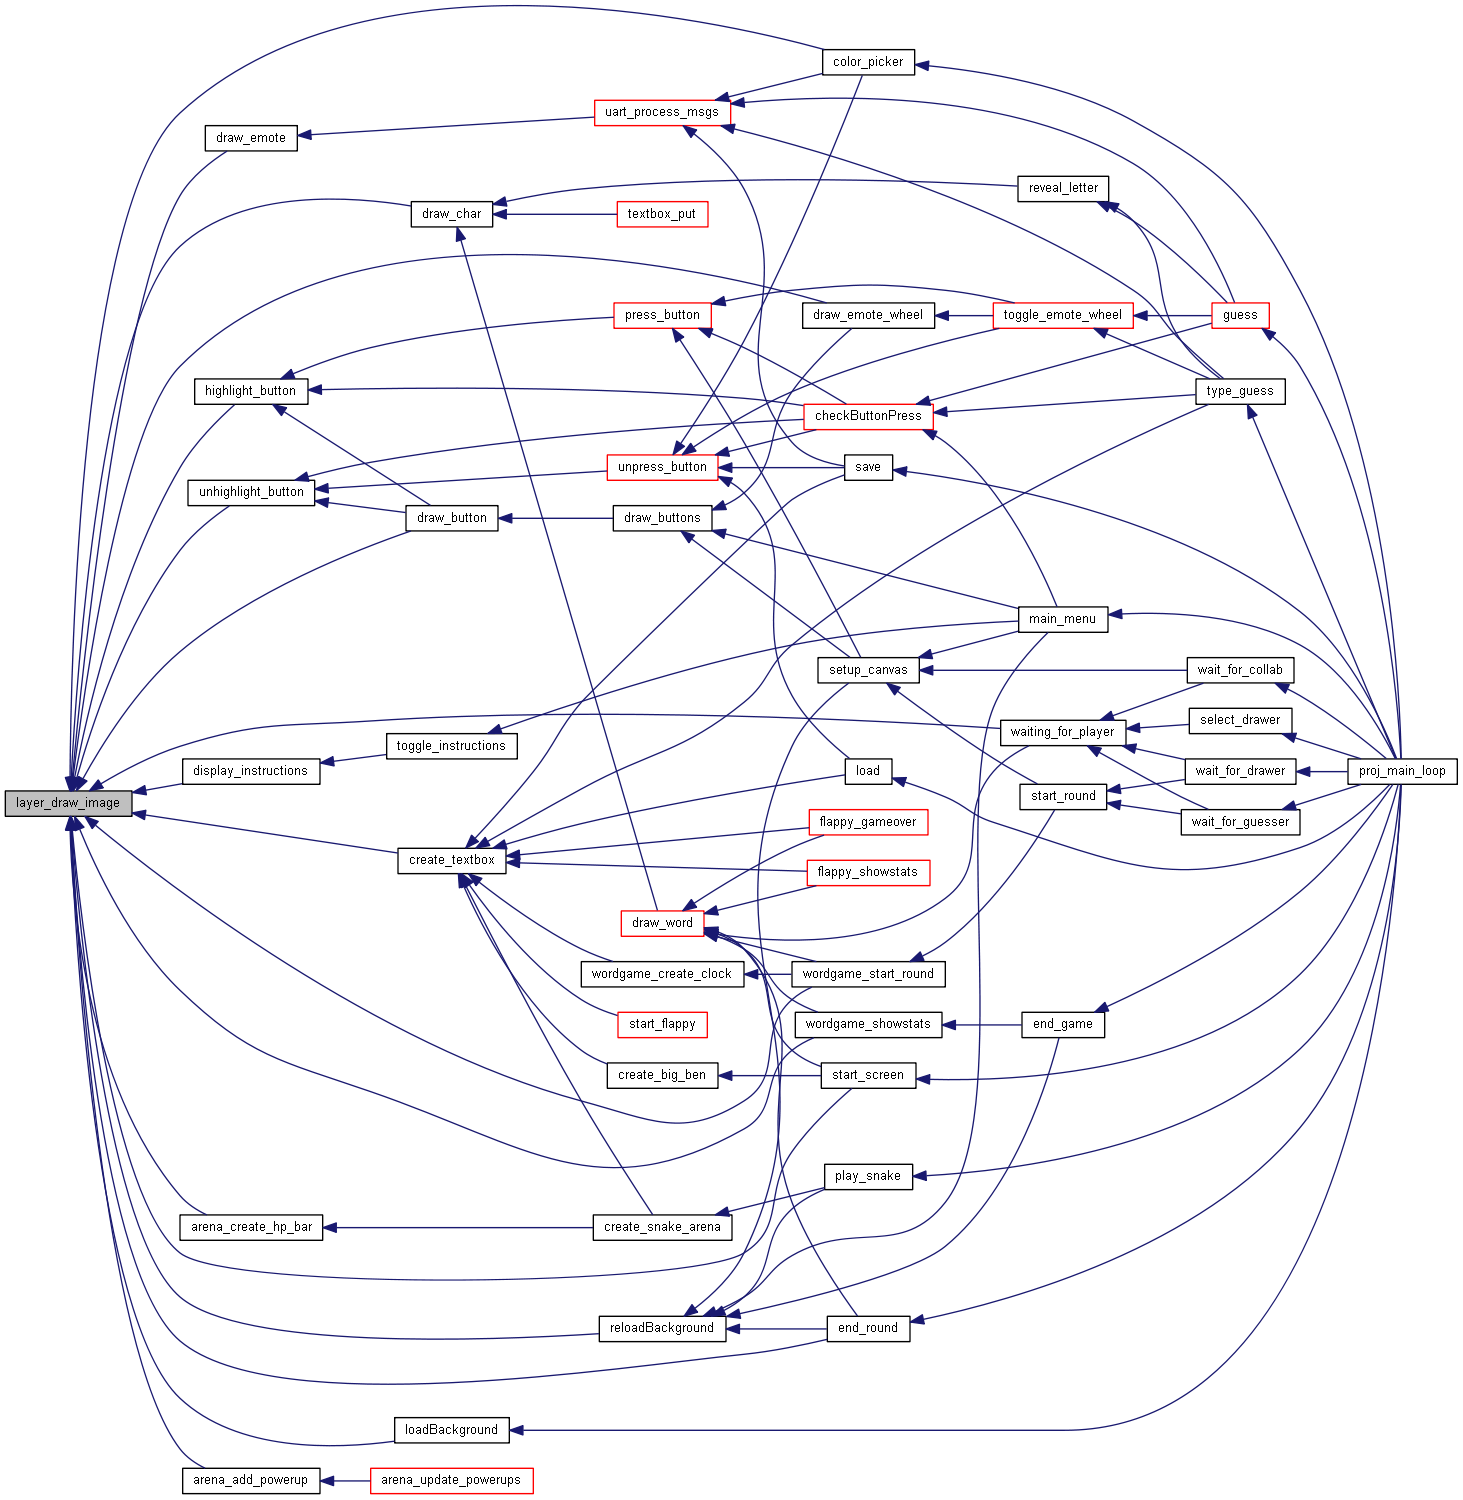 color_picker
uart_process_msgs
draw_emote
reveal_letter
draw_char
textbox_put
press_button
draw_emote_wheel
toggle_emote_wheel
guess
highlight_button
type_guess
checkButtonPress
unpress_button
save
unhighlight_button
draw_button
draw_buttons
main_menu
setup_canvas
wait_for_collab
select_drawer
waiting_for_player
toggle_instructions
display_instructions
load
wait_for_drawer
proj_main_loop
layer_draw_image
start_round
wait_for_guesser
flappy_gameover
create_textbox
flappy_showstats
draw_word
wordgame_create_clock
wordgame_start_round
start_flappy
wordgame_showstats
end_game
create_big_ben
start_screen
play_snake
arena_create_hp_bar
create_snake_arena
reloadBackground
end_round
loadBackground
arena_add_powerup
arena_update_powerups